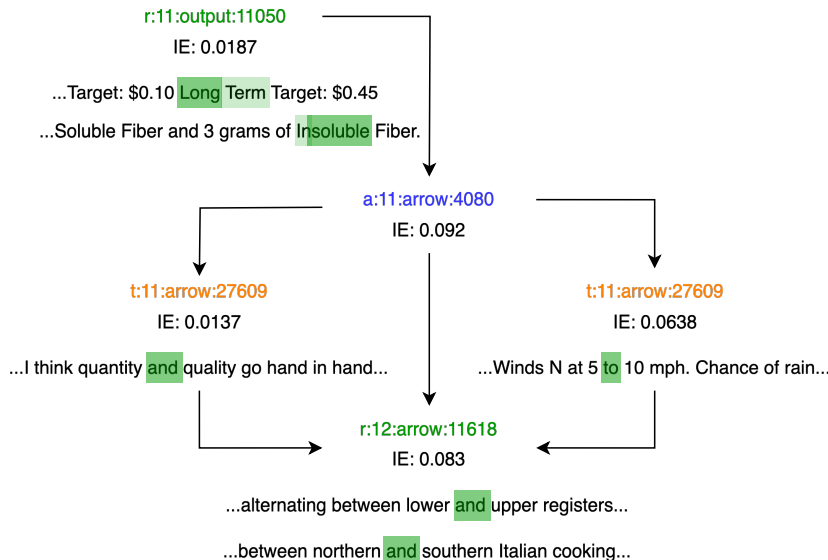 r:11:output:11050
IE: 0.0187
...Target: $0.10 Long Term Target: $0.45
...Soluble Fiber and 3 grams of Insoluble Fiber.
a:11:arrow:4080
IE: 0.092
t:11:arrow:27609
IE: 0.0137
...I think quantity and quality go hand in hand...
t:11:arrow:27609
IE: 0.0638
...Winds N at 5 to 10 mph. Chance of rain...
r:12:arrow:11618
IE: 0.083
...alternating between lower and upper registers...
...between northern and southern Italian cooking...